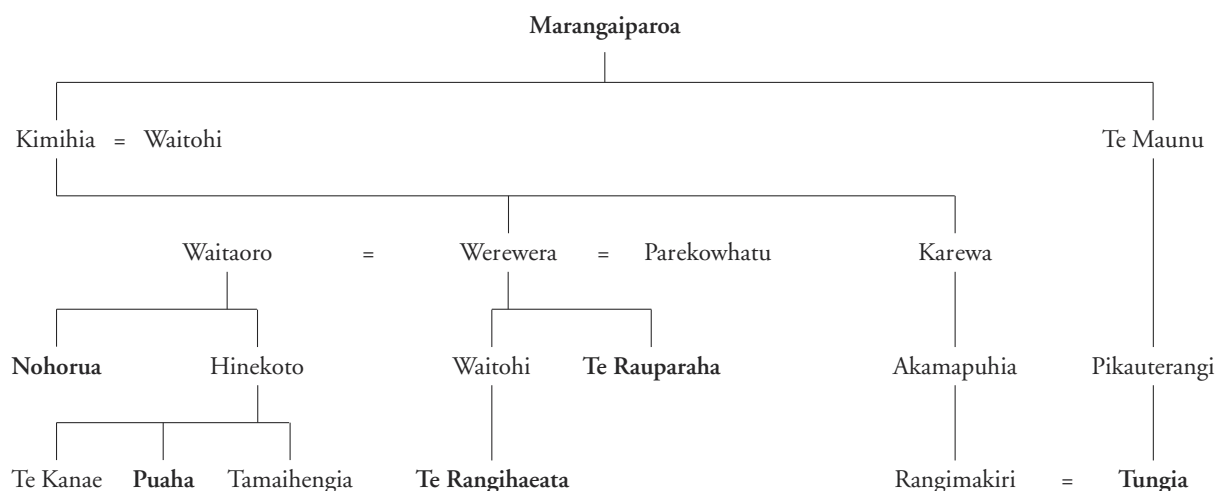 Marangaiparoa
Kimihia = Waitohi Te Maunu
Waitaoro = Werewera = Parekowhatu Karewa
Nohorua Hinekoto Waitohi Te Rauparaha Akamapuhia Pikauterangi
Te Kanae Puaha Tamaihengia Te Rangihaeata Rangimakiri = Tungia